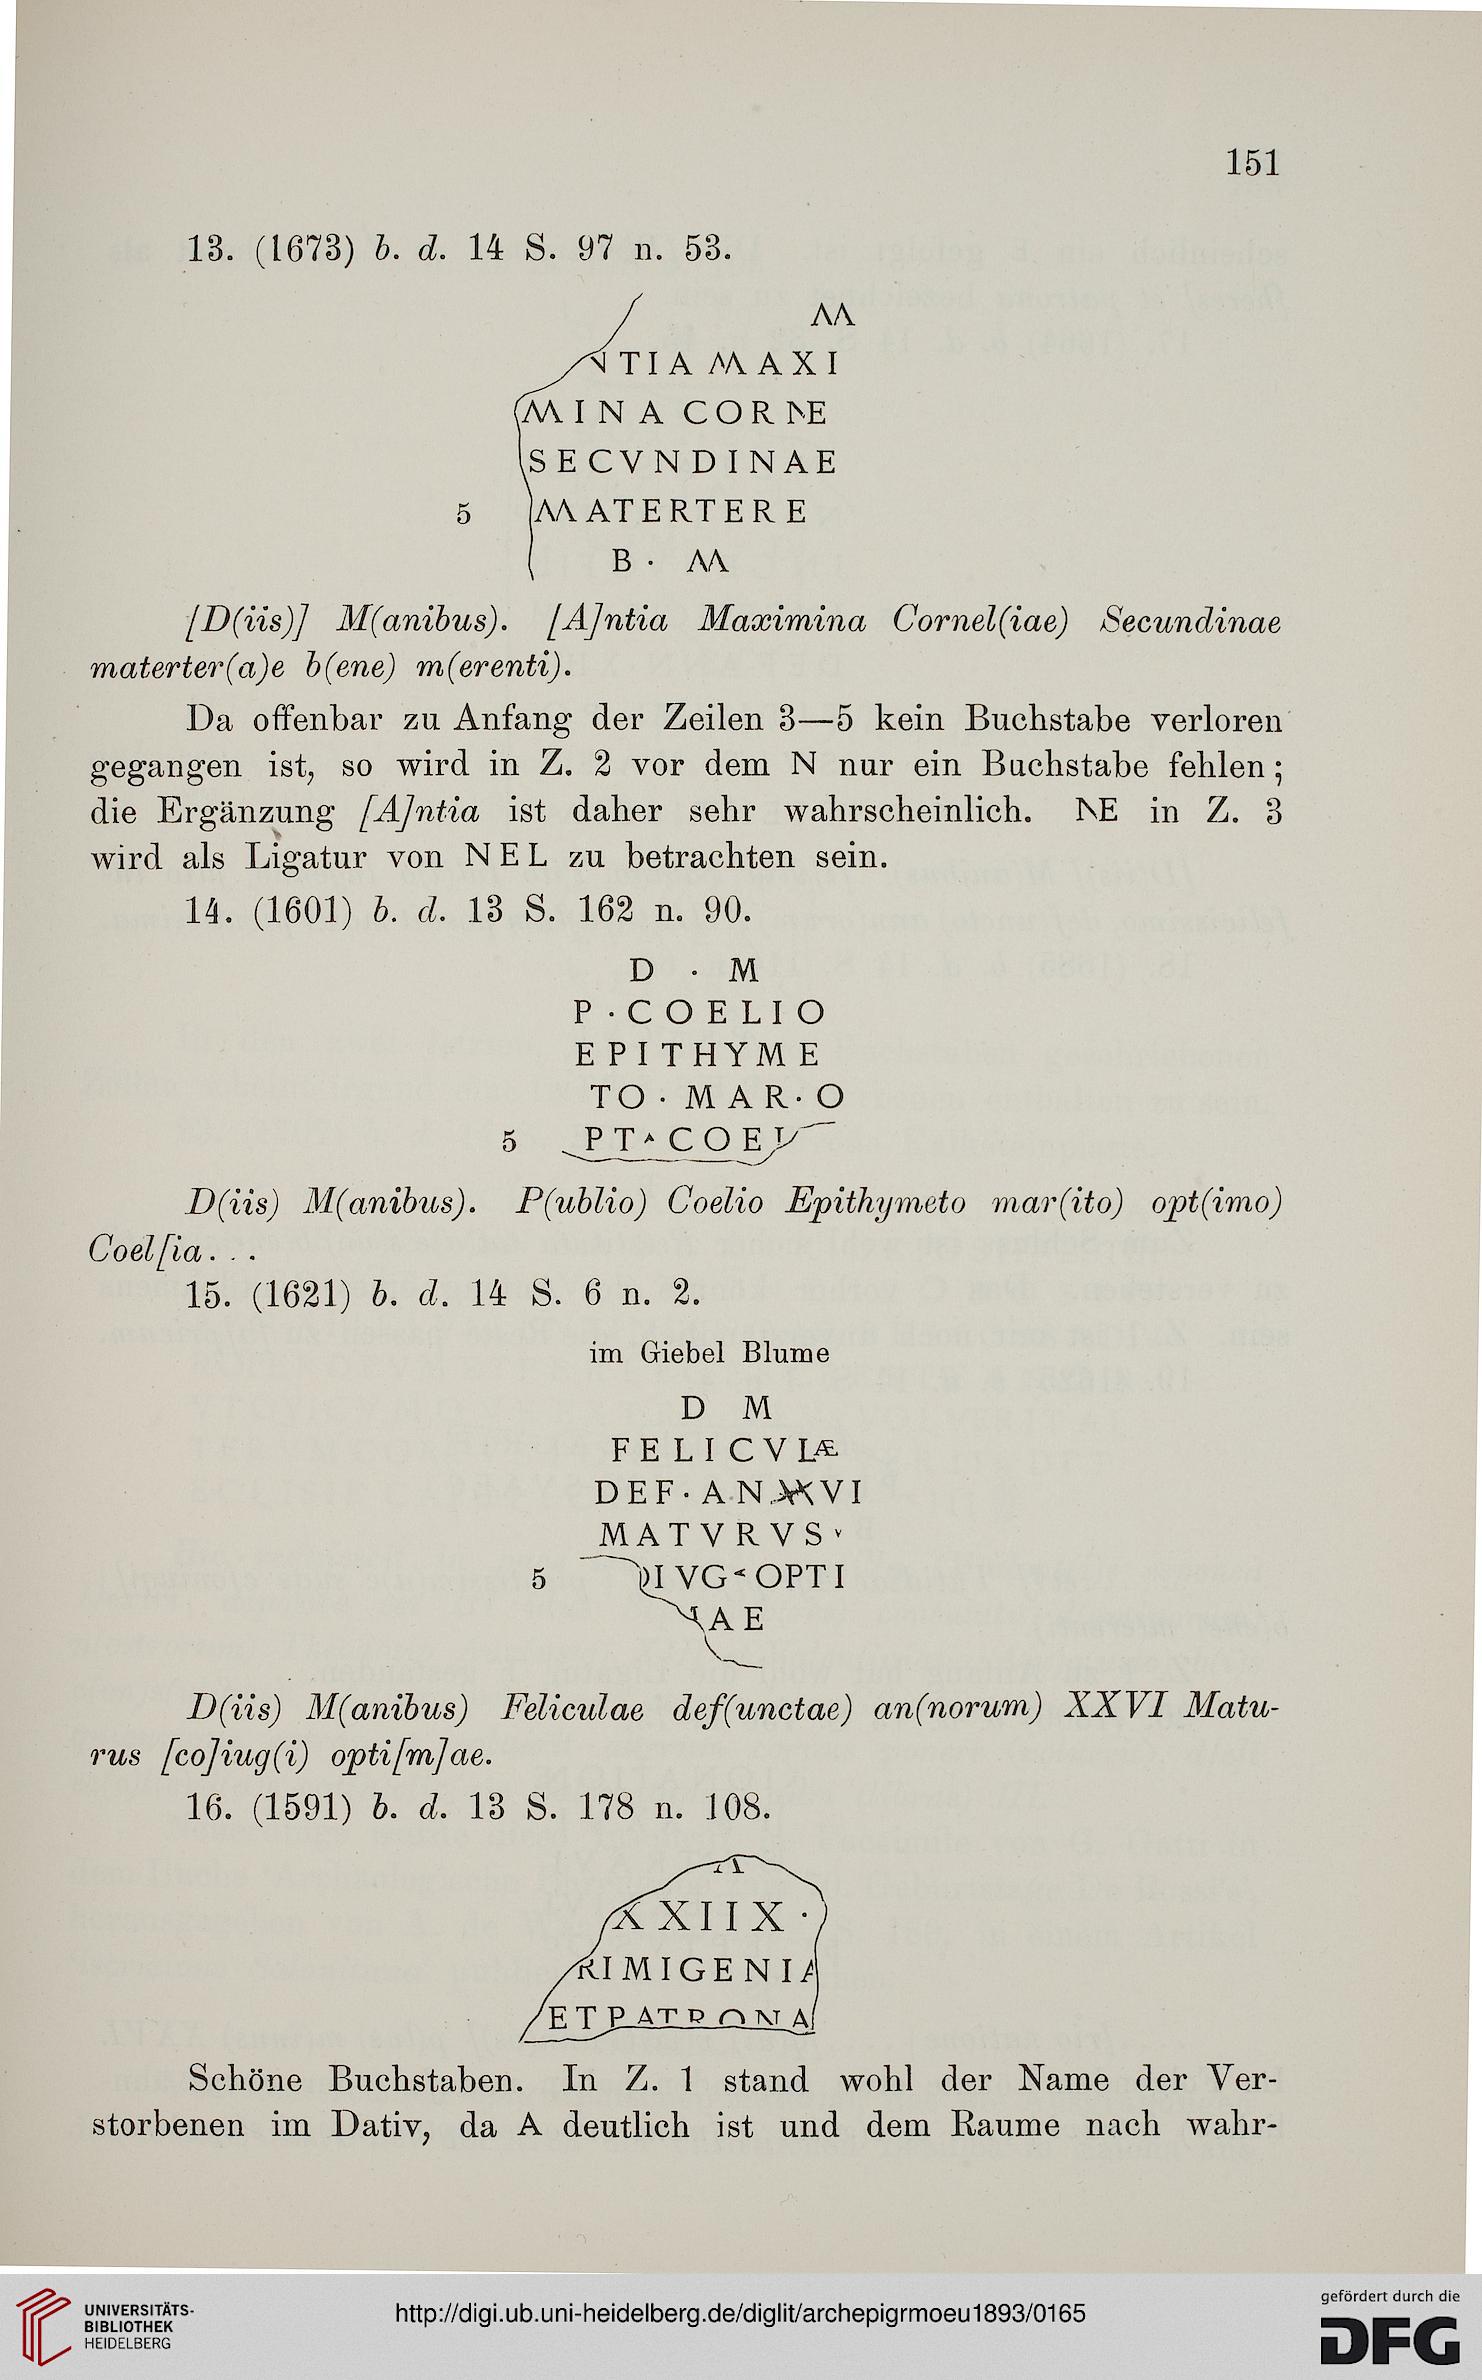 151
13. (1673) b. d. 14 S. 97 n. 53.
M
NTIA MAXI
MINA CORNE
SECVNDINAE
5 MATERTERE
B · M
[D(iis)] M(anibus). [A]ntia Maximina Cornel(iae) Secundinae
materter(a)e b(ene) m(erenti).
Da offenbar zu Anfang der Zeilen 3—5 kein Buchstabe verloren
gegangen ist, so wird in Z. 2 vor dem N nur ein Buchstabe fehlen;
die Ergänzung [A]ntia ist daher sehr wahrscheinlich. NE in Z. 3
wird als Ligatur von NEL zu betrachten sein.
14. (1601) b. d. 13 S. 162 n. 90.
D · M
P · COELIO
EPITHYME
TO · MAR · O
5 PT · COEL
D(iis) M(anibus). P(ublio) Coelio Epithymeto mar(ito) opt(imo)
Coel[ia...
15. (1621) b. d. 14 S. 6 n. 2.
im Giebel Blume
D M
FELICVLÆ
DEF · AN XXVI
MATVRVS
5 IVG OPTI
AE
D(iis) M(anibus) Feliculae def(unctae) an(norum) XXVI Matu-
rus [co]iug(i) opti[m]ae.
16. (1591) b. d. 13 S. 178 n. 108.
XXIIX ·
RIMIGENIA
ETPATRONA
Schöne Buchstaben. In Z. 1 stand wohl der Name der Ver-
storbenen im Dativ, da A deutlich ist und dem Raume nach wahr-
UNIVERSITÄTS-
BIBLIOTHEK
HEIDELBERG
http://digi.ub.uni-heidelberg.de/diglit/archepigrmoeu1893/0165
gefördert durch die
DFG